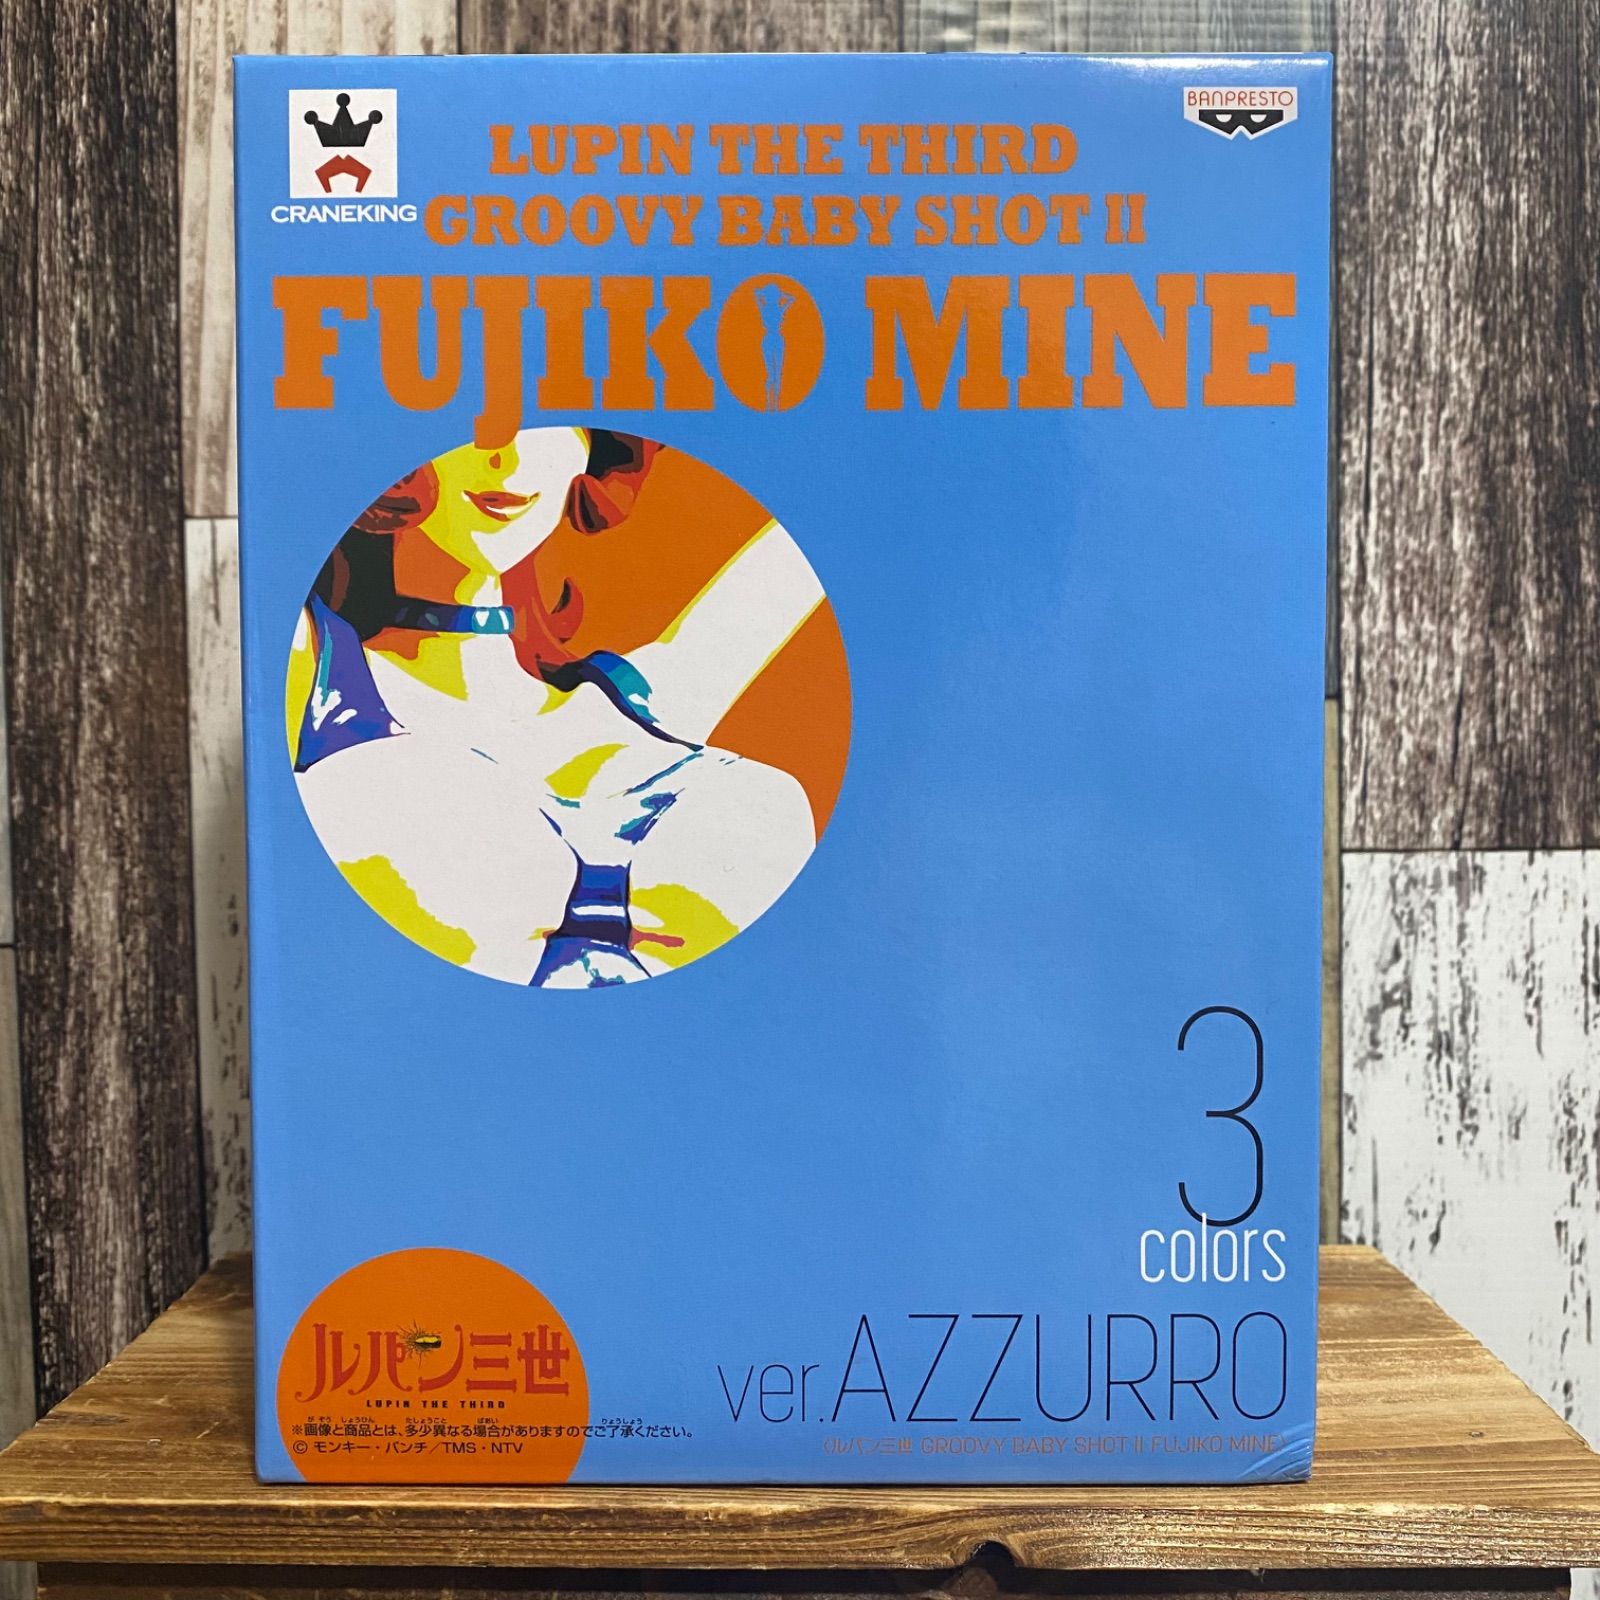 CRANEKING
BANPRESTO
LUPIN THE THIRD
GROOVY BABY SHOT II
FUJIKO MINE
3
colors
ver.AZZURRO
〈ルパン三世 GROOVY BABY SHOT II FUJIKO MINE〉
ルパン三世
LUPIN THE THIRD
※画像と商品とは、多少異なる場合がありますのでご了承ください。
© モンキー・パンチ/TMS・NTV